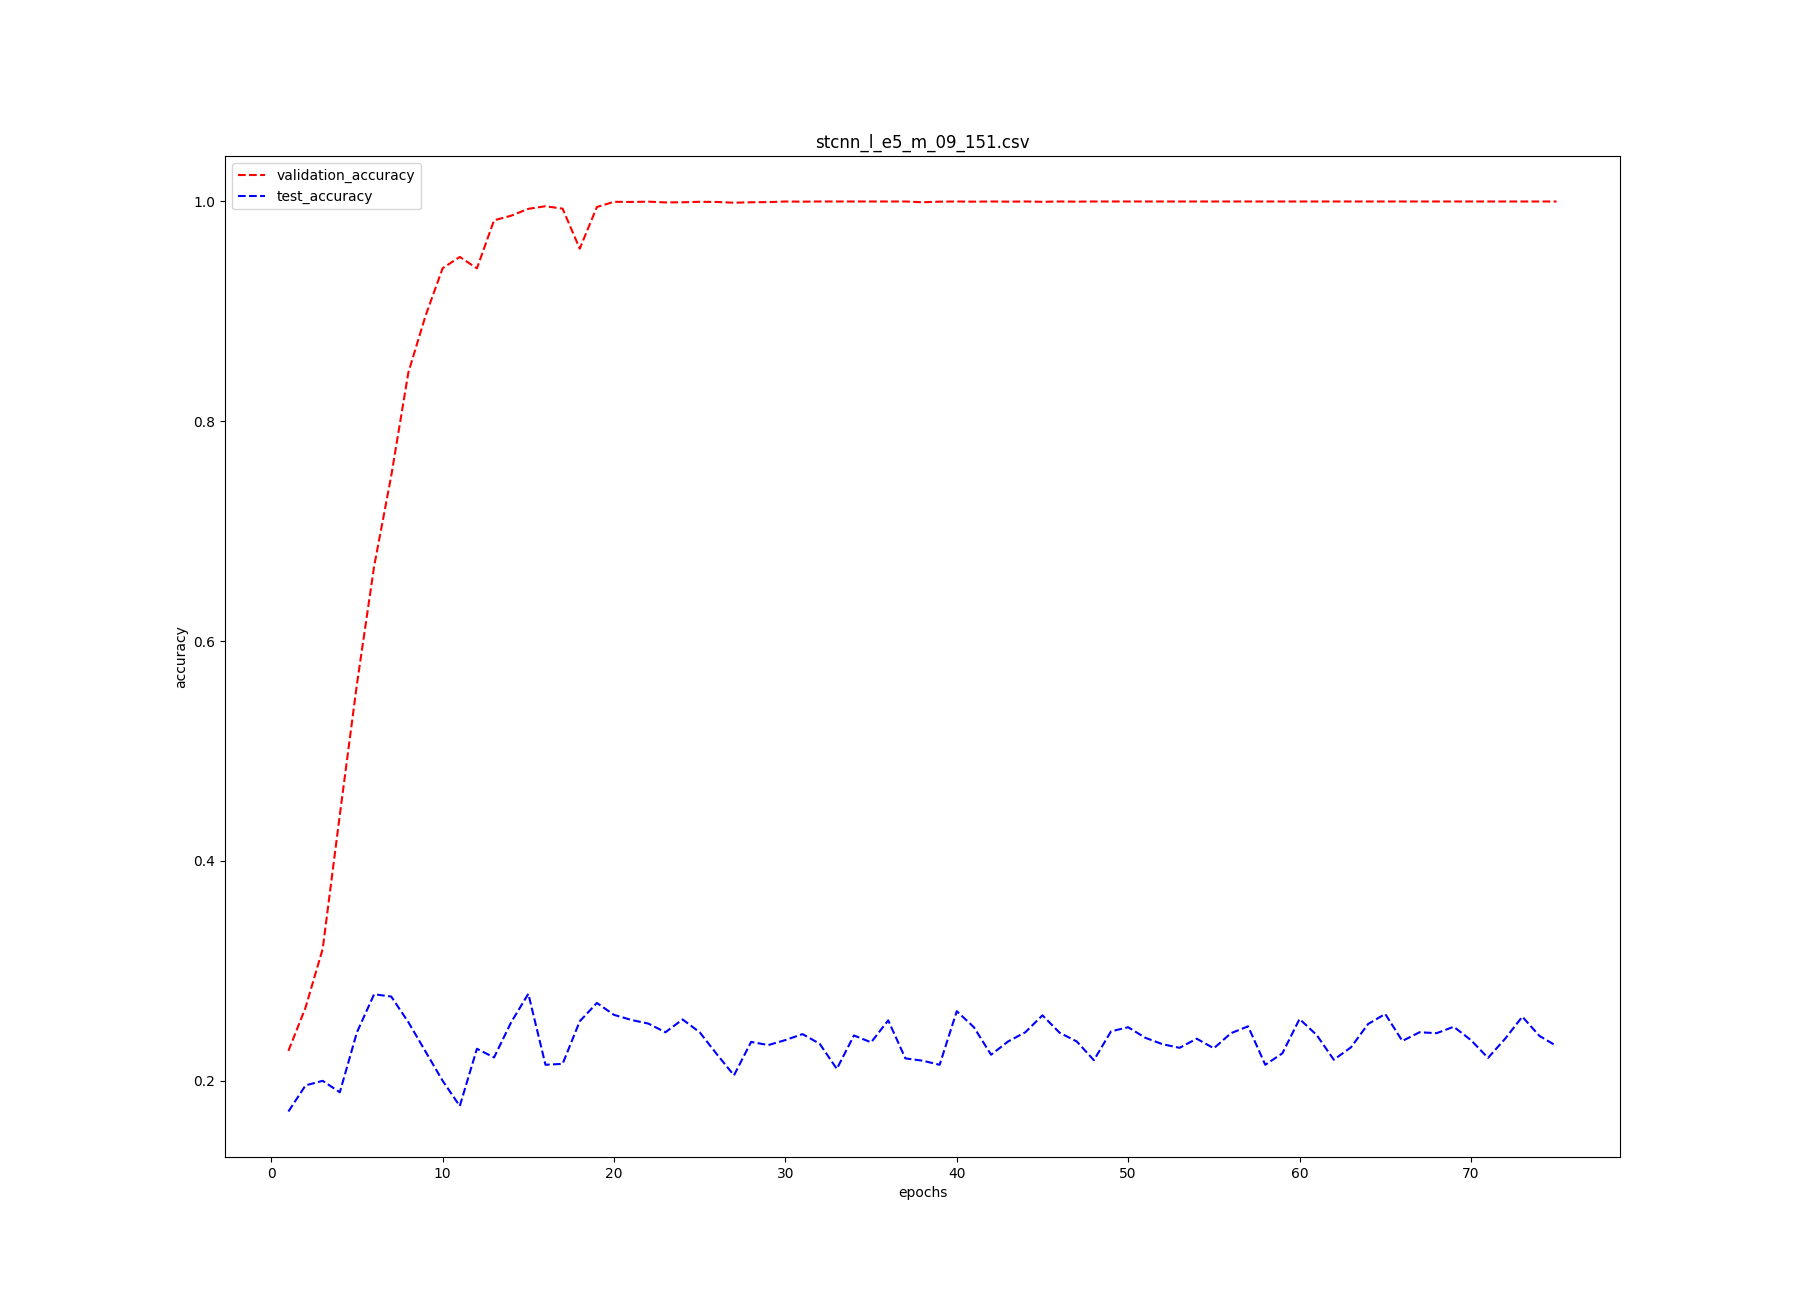 stcnn_l_e5_m_09_151.csv
validation_accuracy
test_accuracy
1.0
0.8
0.6
0.4
0.2
accuracy
0 10 20 30 40 50 60 70
epochs